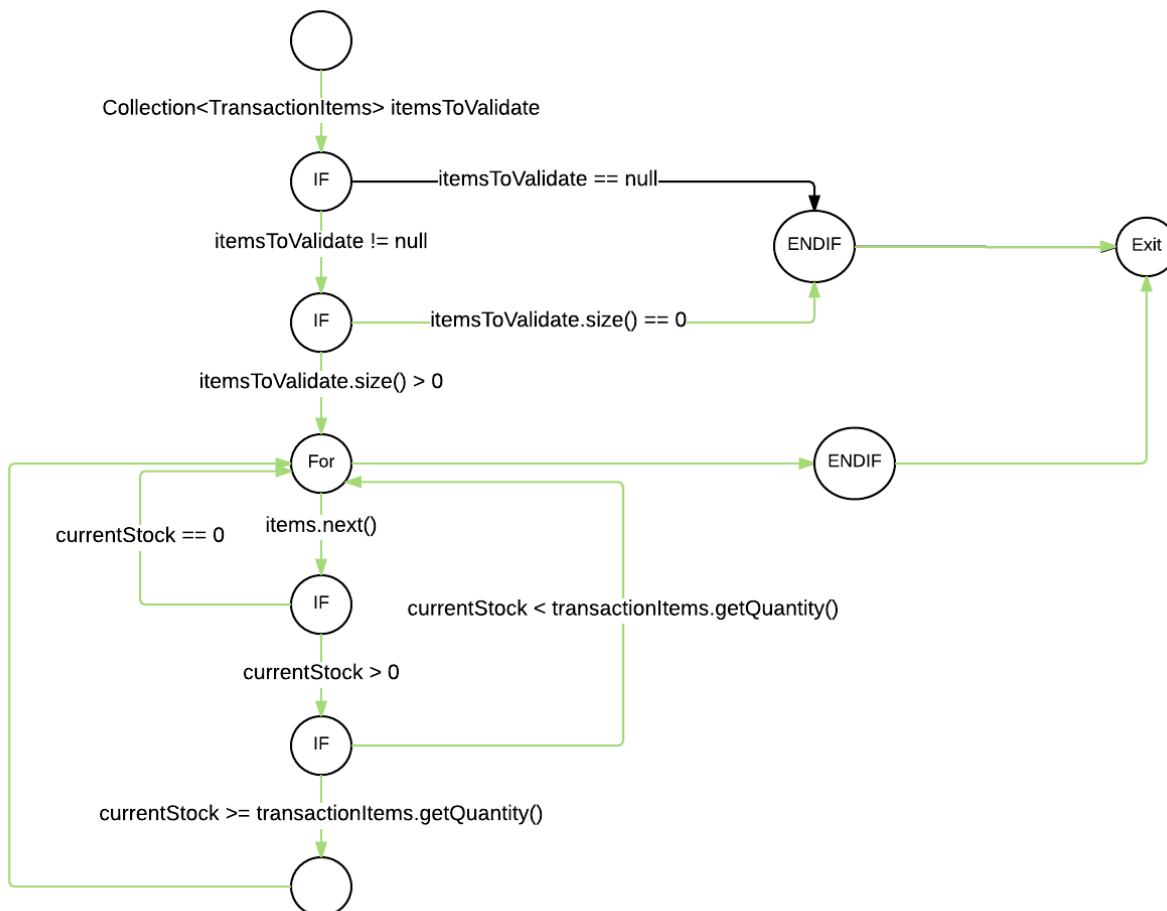 Collection<TransactionItems> itemsToValidate
IF
itemsToValidate == null
itemsToValidate != null
ENDIF
Exit
IF
itemsToValidate.size() == 0
itemsToValidate.size() > 0
For
ENDIF
items.next()
currentStock == 0
IF
currentStock < transactionItems.getQuantity()
currentStock > 0
IF
currentStock >= transactionItems.getQuantity()